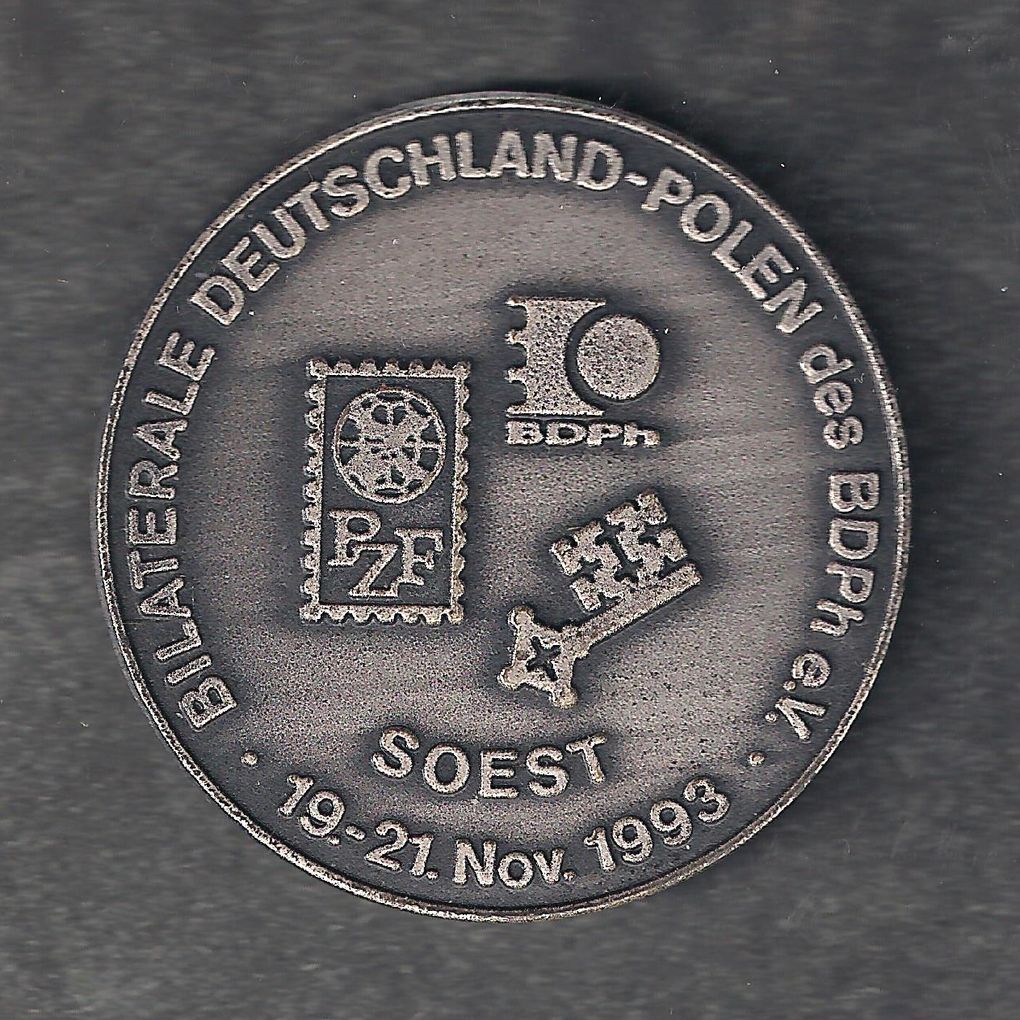 BILATERALE DEUTSCHLAND-POLEN des BDPh e.V.
BDPh
PZF
SOEST
· 19.-21. Nov. 1993 ·